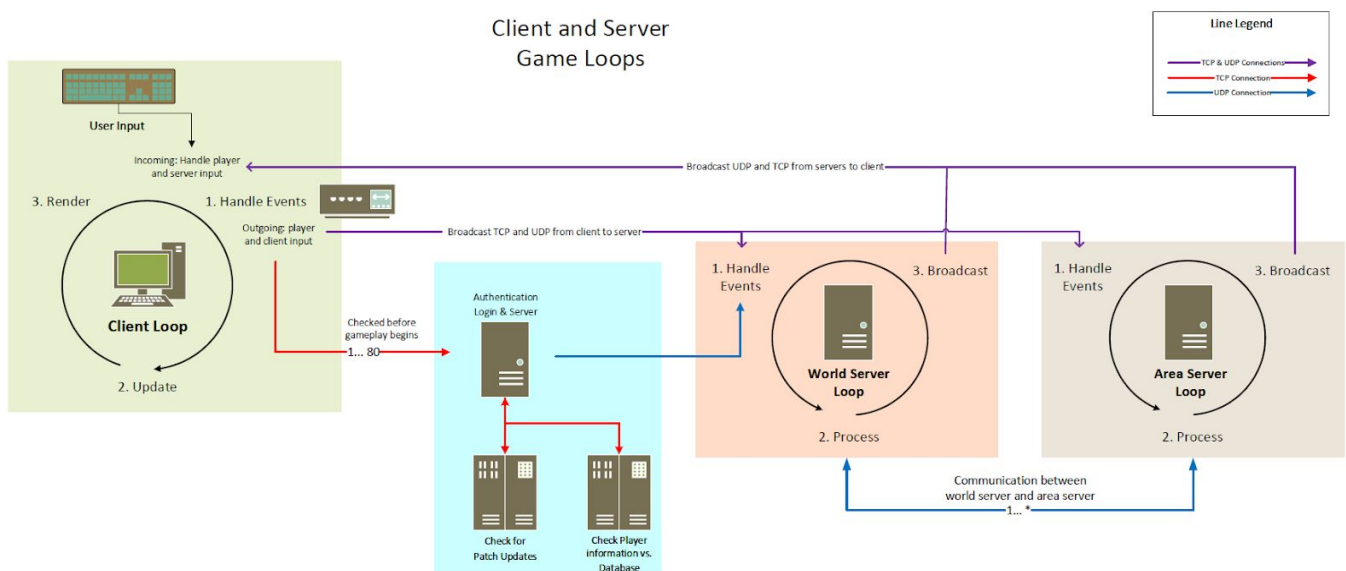 Client and Server
Game Loops
Line Legend
TCP & UDP Connections
TCP Connection
UDP Connection
User Input
Incoming: Handle player
and server input
3. Render
1. Handle Events
Outgoing: player
and client input
Client Loop
2. Update
Broadcast UDP and TCP from servers to client
Broadcast TCP and UDP from client to server
Checked before
gameplay begins
1... 80
Authentication
Login & Server
Check for
Patch Updates
Check Player
information vs.
Database
1. Handle
Events
3. Broadcast
World Server
Loop
2. Process
1. Handle
Events
3. Broadcast
Area Server
Loop
2. Process
Communication between
world server and area server
1... *